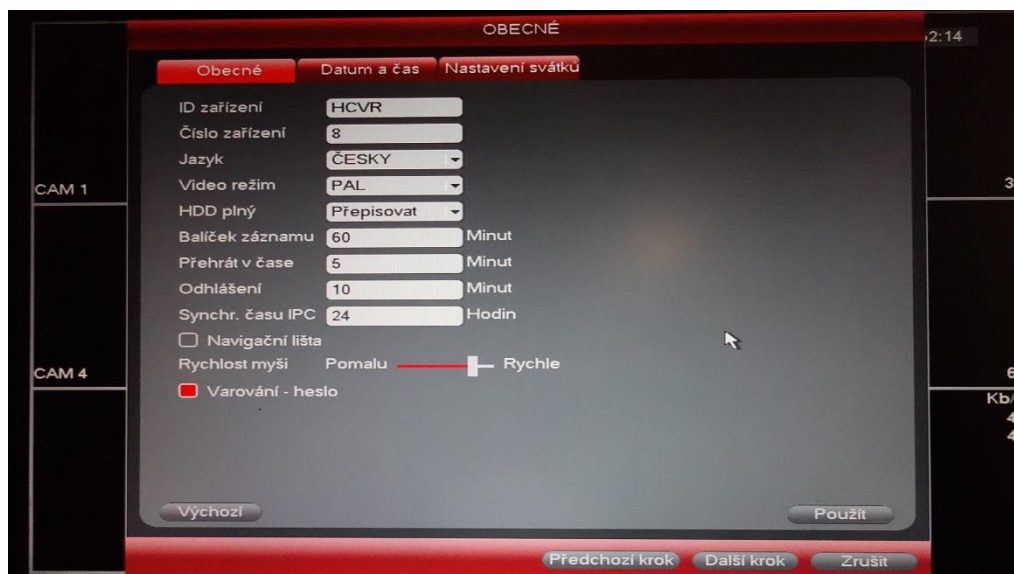 OBECNÉ
2:14
Obecné Datum a čas Nastavení svátků
ID zařízení HCVR
Číslo zařízení 8
Jazyk ČESKY
Video režim PAL
HDD plný Přepisovat
Balíček záznamu 60 Minut
Přehrát v čase 5 Minut
Odhlášení 10 Minut
Synchr. času IPC 24 Hodin
Navigační lišta
Rychlost myši Pomalu Rychle
Varování - heslo
Výchozí Použít
Předchozí krok Další krok Zrušit
CAM 1
3
CAM 4
6
Kb/
4
4